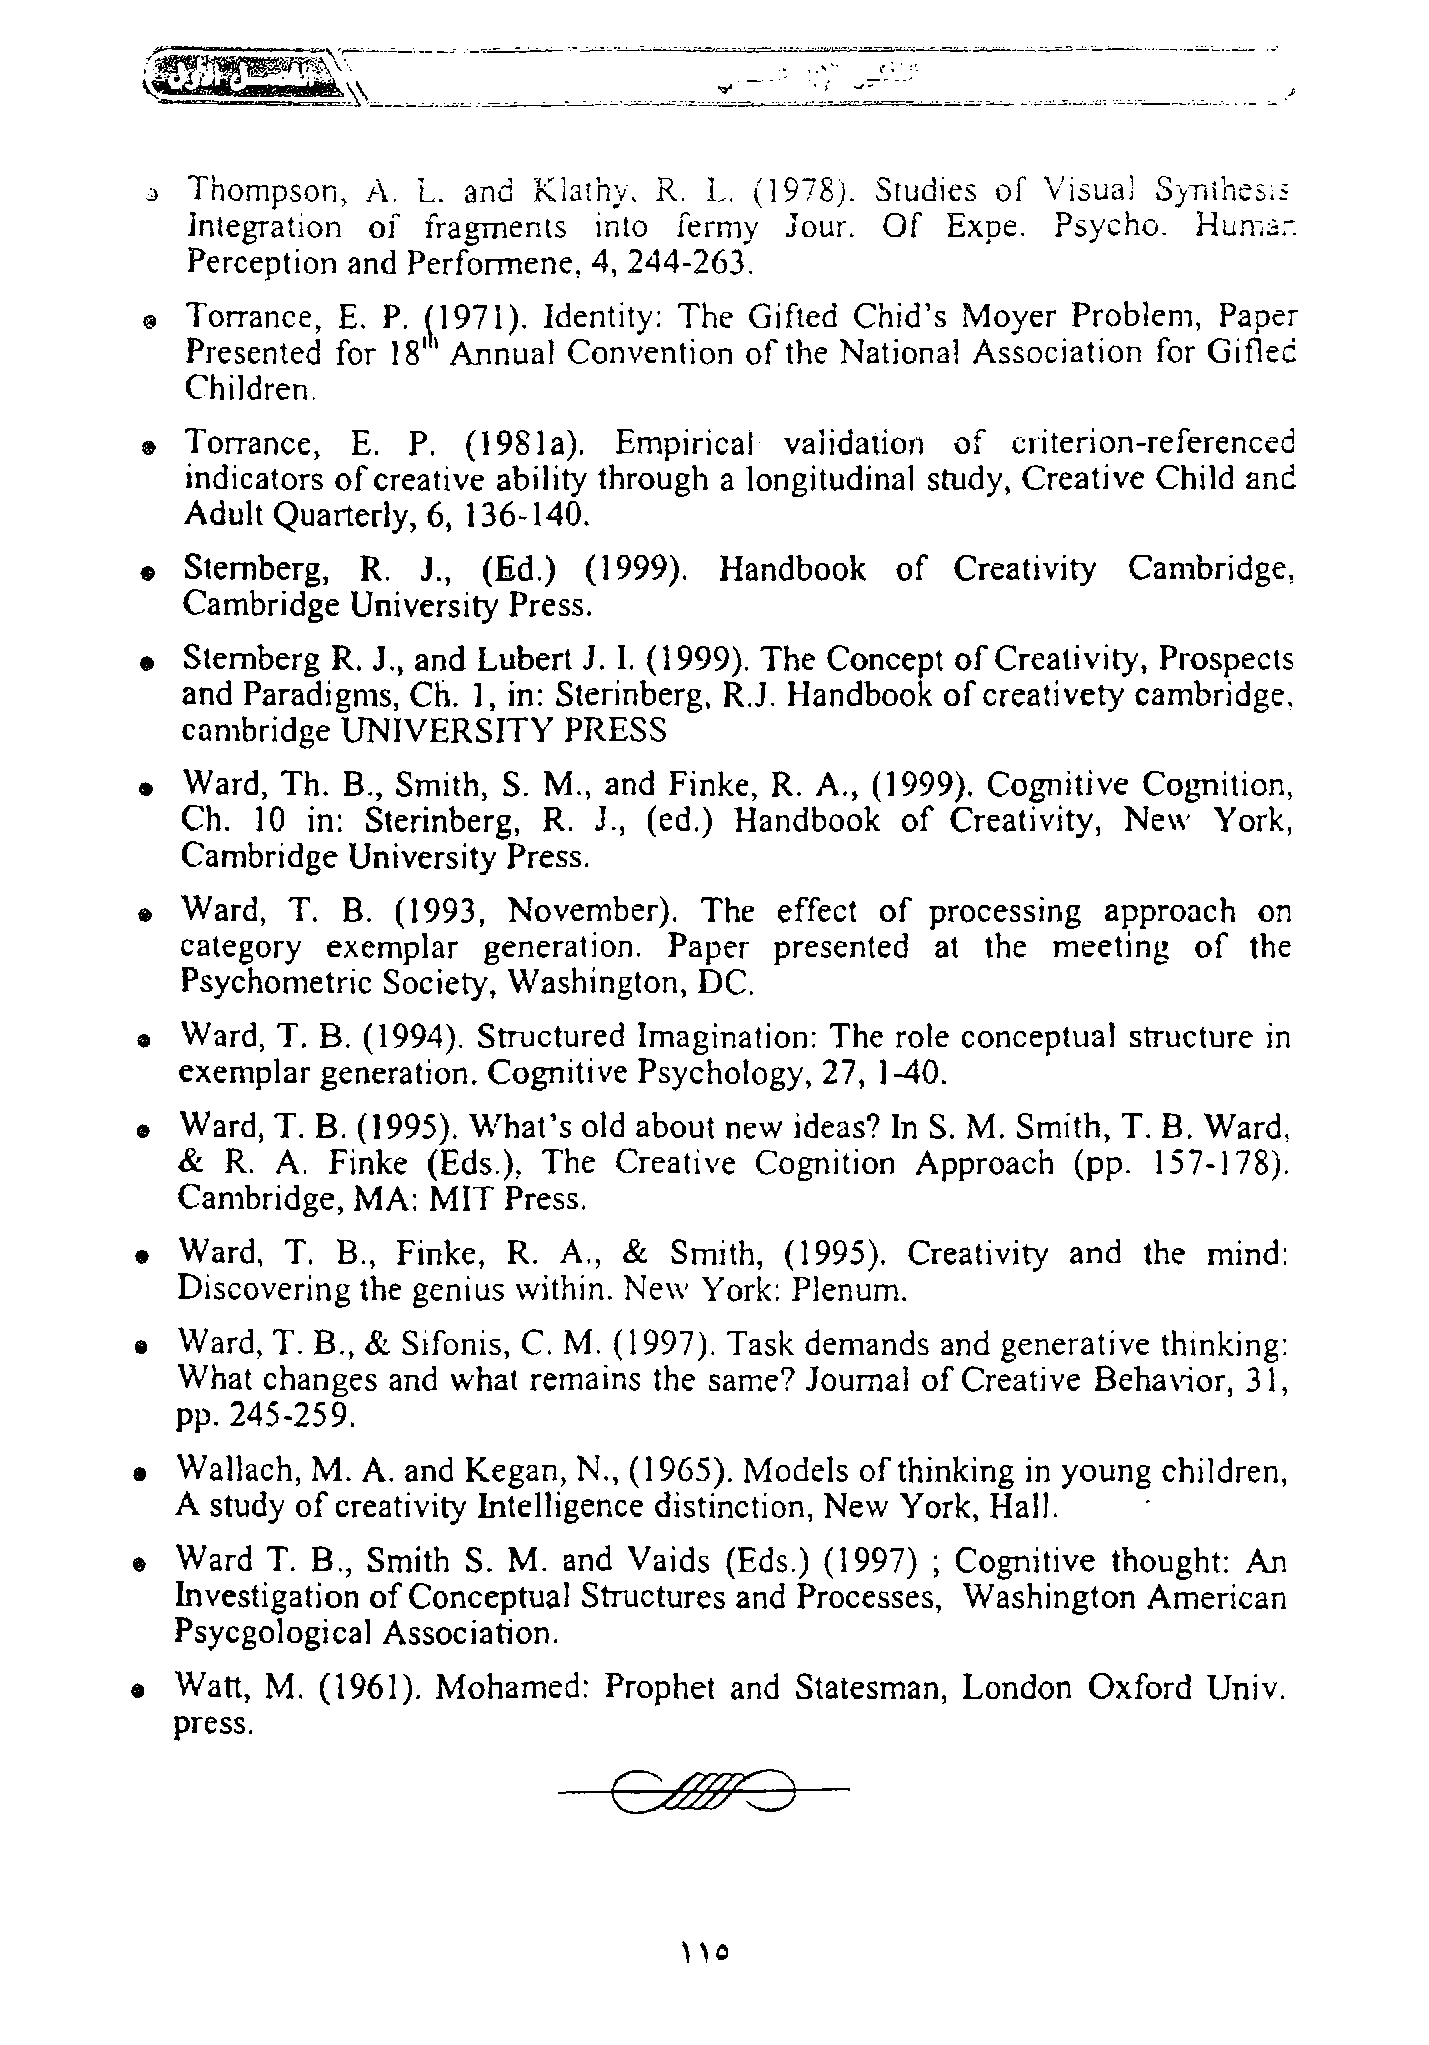 الفصل الأول
• Thompson, A. L. and Klathy, R. L. (1978). Studies of Visual Synthesis
Integration of fragments into fermy Jour. Of Expe. Psycho. Human
Perception and Performene, 4, 244-263.
• Torrance, E. P. (1971). Identity: The Gifted Chid's Moyer Problem, Paper
Presented for 18th Annual Convention of the National Association for Gifled
Children.
• Torrance, E. P. (1981a). Empirical validation of criterion-referenced
indicators of creative ability through a longitudinal study, Creative Child and
Adult Quarterly, 6, 136-140.
• Sternberg, R. J., (Ed.) (1999). Handbook of Creativity Cambridge,
Cambridge University Press.
• Sternberg R. J., and Lubert J. I. (1999). The Concept of Creativity, Prospects
and Paradigms, Ch. 1, in: Sterinberg, R.J. Handbook of creativety cambridge,
cambridge UNIVERSITY PRESS
• Ward, Th. B., Smith, S. M., and Finke, R. A., (1999). Cognitive Cognition,
Ch. 10 in: Sterinberg, R. J., (ed.) Handbook of Creativity, New York,
Cambridge University Press.
• Ward, T. B. (1993, November). The effect of processing approach on
category exemplar generation. Paper presented at the meeting of the
Psychometric Society, Washington, DC.
• Ward, T. B. (1994). Structured Imagination: The role conceptual structure in
exemplar generation. Cognitive Psychology, 27, 1-40.
• Ward, T. B. (1995). What's old about new ideas? In S. M. Smith, T. B. Ward,
& R. A. Finke (Eds.), The Creative Cognition Approach (pp. 157-178).
Cambridge, MA: MIT Press.
• Ward, T. B., Finke, R. A., & Smith, (1995). Creativity and the mind:
Discovering the genius within. New York: Plenum.
• Ward, T. B., & Sifonis, C. M. (1997). Task demands and generative thinking:
What changes and what remains the same? Journal of Creative Behavior, 31,
pp. 245-259.
• Wallach, M. A. and Kegan, N., (1965). Models of thinking in young children,
A study of creativity Intelligence distinction, New York, Hall.
• Ward T. B., Smith S. M. and Vaids (Eds.) (1997) ; Cognitive thought: An
Investigation of Conceptual Structures and Processes, Washington American
Psycgological Association.
• Watt, M. (1961). Mohamed: Prophet and Statesman, London Oxford Univ.
press.
١١٥